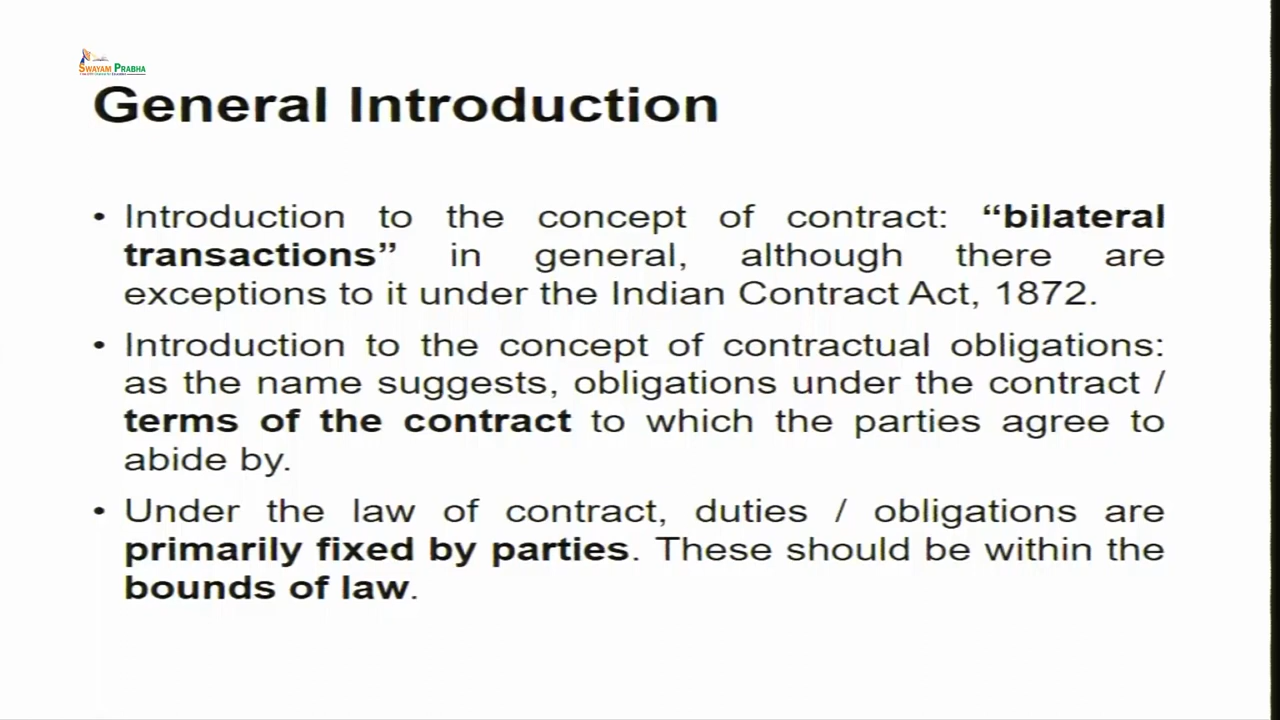 SWAYAM PRABHA
General Introduction
• Introduction to the concept of contract: “bilateral
transactions” in general, although there are
exceptions to it under the Indian Contract Act, 1872.
• Introduction to the concept of contractual obligations:
as the name suggests, obligations under the contract /
terms of the contract to which the parties agree to
abide by.
• Under the law of contract, duties / obligations are
primarily fixed by parties. These should be within the
bounds of law.